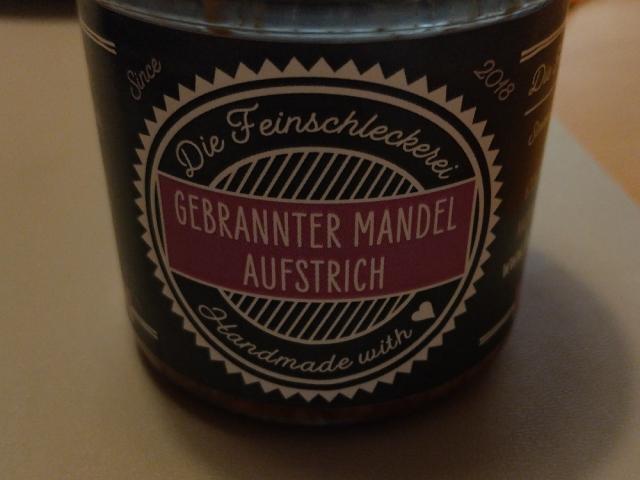 Since 2018
Die Feinschleckerei
GEBRANNTER MANDEL
AUFSTRICH
Handmade with